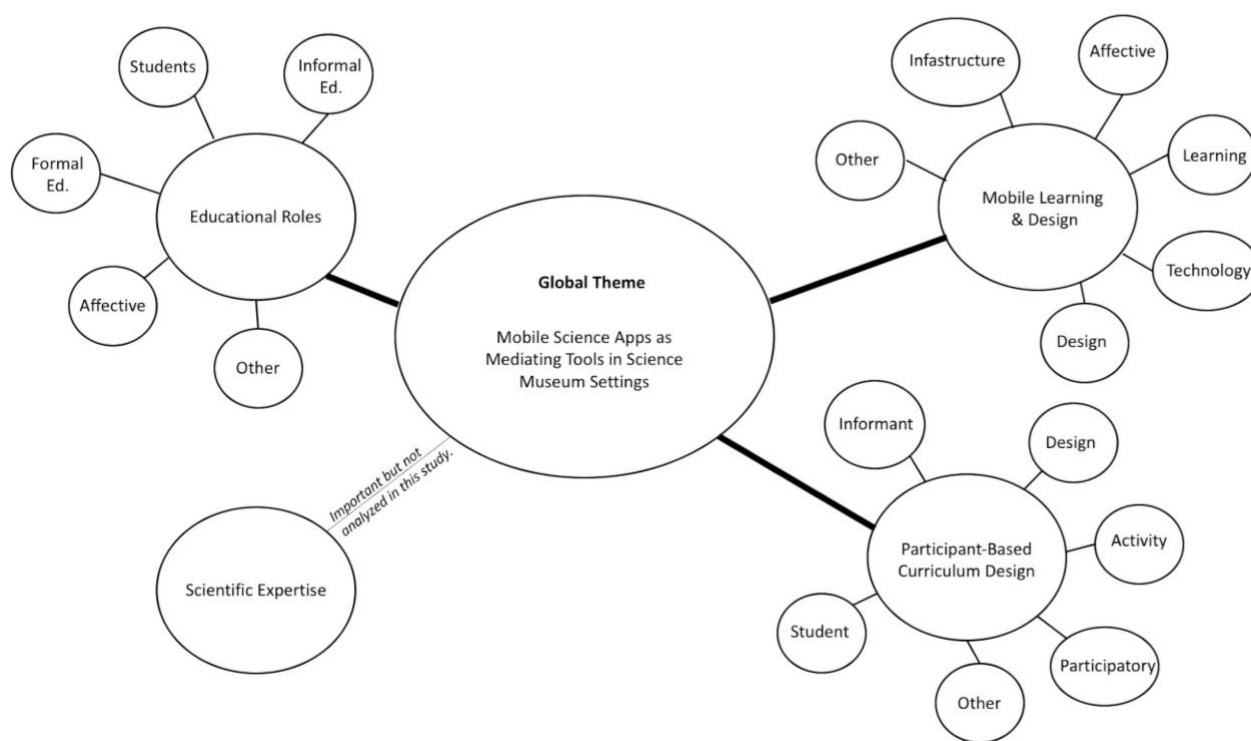 Students
Informal
Ed.
Formal
Ed.
Educational Roles
Affective
Other
Global Theme
Mobile Science Apps as
Mediating Tools in Science
Museum Settings
Infastructure
Affective
Other
Learning
Mobile Learning
& Design
Technology
Design
Important but not
analyzed in this study.
Scientific Expertise
Informant
Design
Activity
Participant-Based
Curriculum Design
Student
Participatory
Other